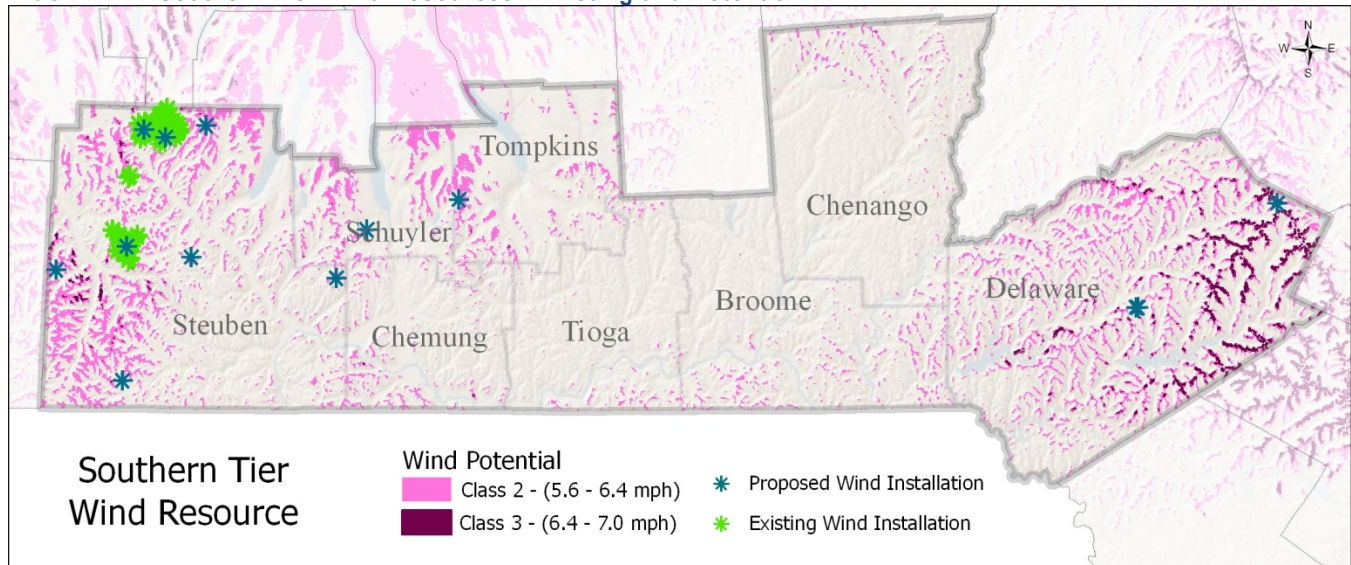 N
W E
S
Tompkins
Chenango
Schuyler
Delaware
Broome
Steuben
Chemung
Tioga
Southern Tier
Wind Resource
Wind Potential
Class 2 - (5.6 - 6.4 mph)
Class 3 - (6.4 - 7.0 mph)
Proposed Wind Installation
Existing Wind Installation